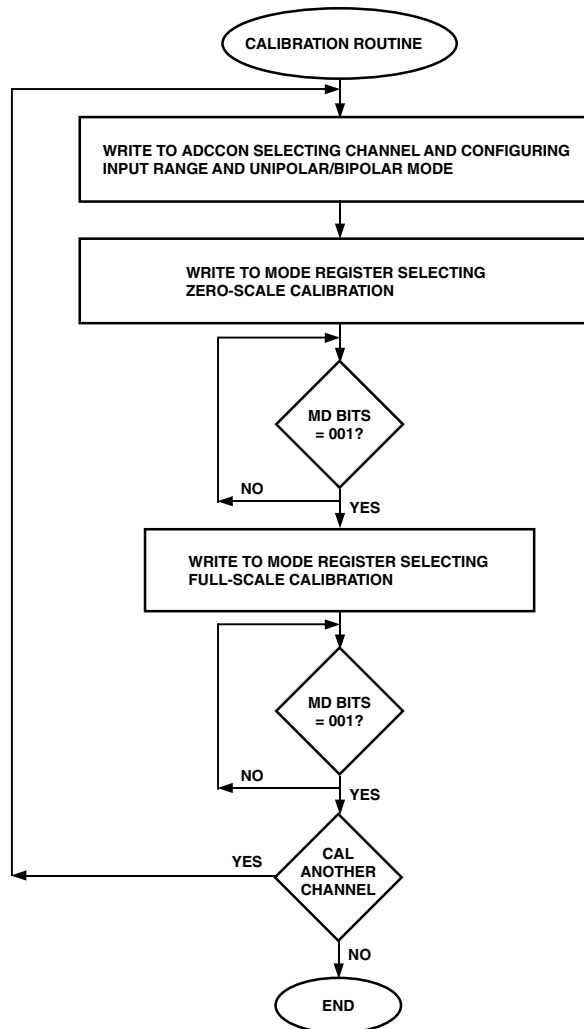 CALIBRATION ROUTINE
WRITE TO ADCCON SELECTING CHANNEL AND CONFIGURING
INPUT RANGE AND UNIPOLAR/BIPOLAR MODE
WRITE TO MODE REGISTER SELECTING
ZERO-SCALE CALIBRATION
MD BITS
= 001?
NO
YES
WRITE TO MODE REGISTER SELECTING
FULL-SCALE CALIBRATION
MD BITS
= 001?
NO
YES
CAL
ANOTHER
CHANNEL
YES
NO
END